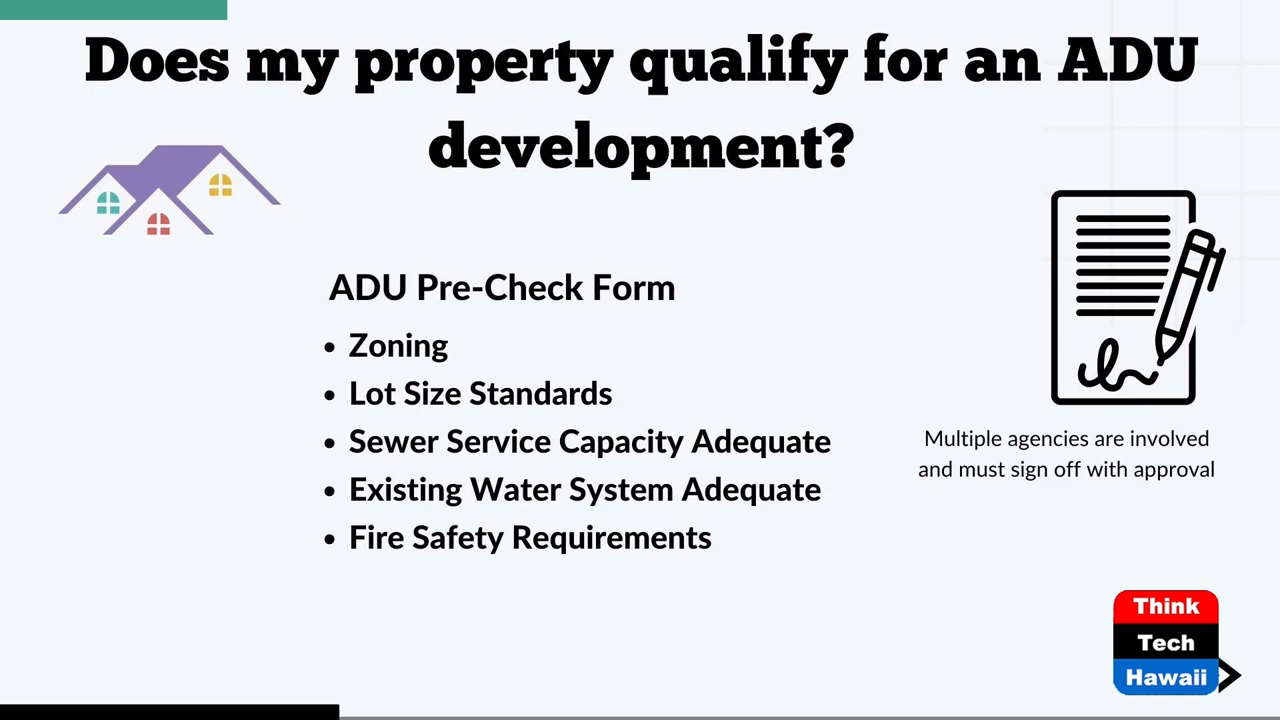 Does my property qualify for an ADU
development?
ADU Pre-Check Form
• Zoning
• Lot Size Standards
• Sewer Service Capacity Adequate
• Existing Water System Adequate
• Fire Safety Requirements
Multiple agencies are involved
and must sign off with approval
Think
Tech
Hawaii